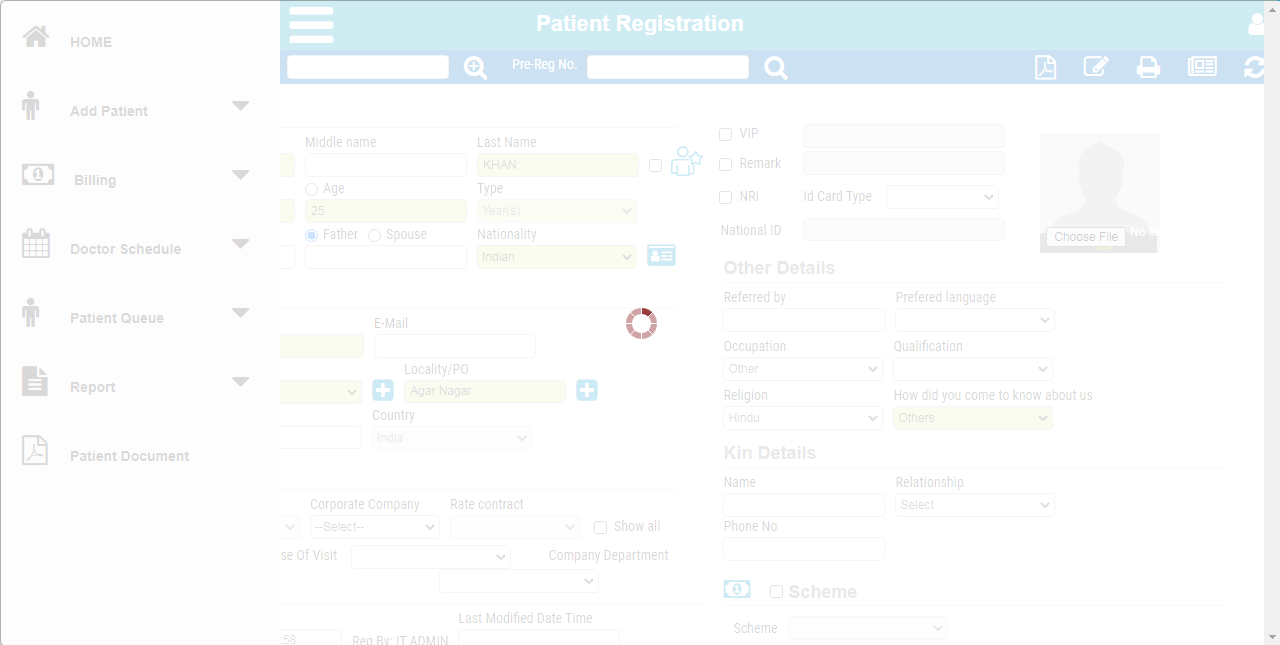 Patient Registration
HOME
Pre-Reg No.
Add Patient
Middle name
Last Name
VIP
KHAN
Remark
Billing
Age
Type
NRI
Id Card Type
25
Year(s)
National ID
Father
Spouse
Nationality
Choose File
No
Doctor Schedule
Indian
Other Details
Referred by
Prefered language
Patient Queue
E-Mail
Occupation
Qualification
Locality/PO
Other
Report
Agar Nagar
Religion
How did you come to know about us
Country
Hindu
Others
India
Patient Document
Kin Details
Name
Relationship
Corporate Company
Rate contract
Select
--Select--
Show all
Phone No
se Of Visit
Company Department
Scheme
Last Modified Date Time
Scheme
:58
Reg By: IT ADMIN